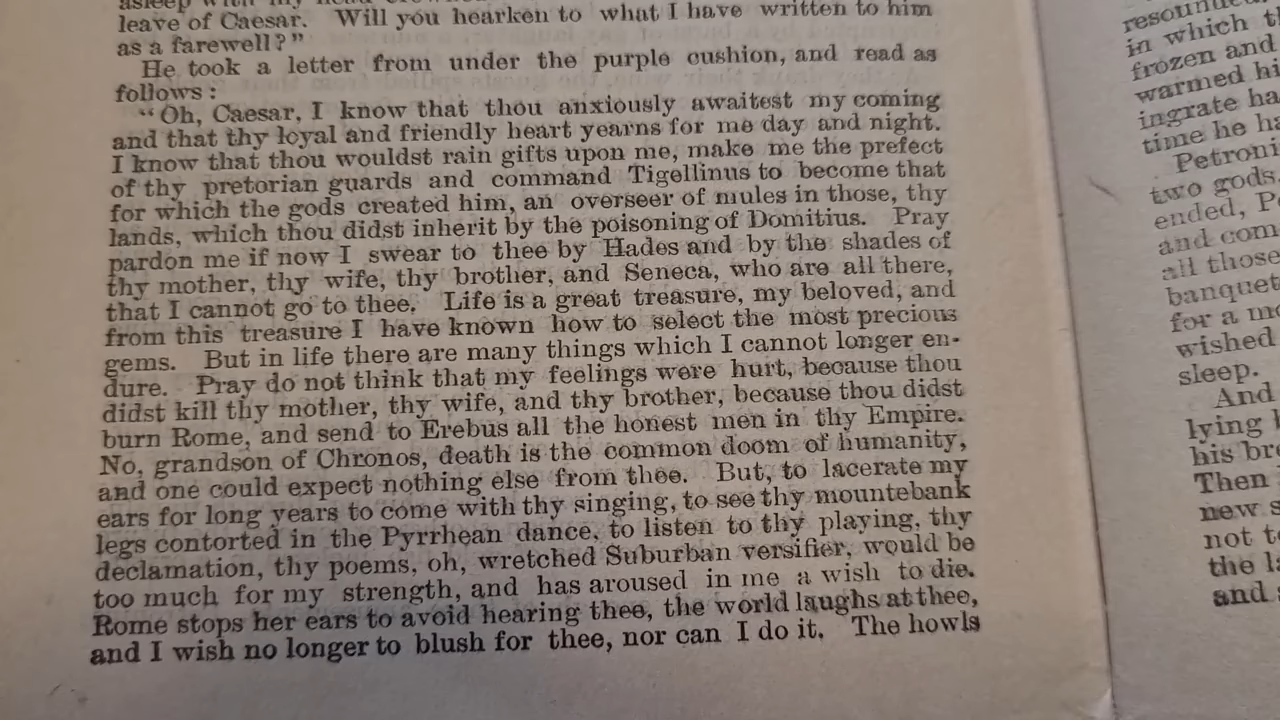 asleep with my head crowned
leave of Caesar. Will you hearken to what I have written to him
as a farewell?”
He took a letter from under the purple cushion, and read as
follows:
“Oh, Caesar, I know that thou anxiously awaitest my coming
and that thy loyal and friendly heart yearns for me day and night.
I know that thou wouldst rain gifts upon me, make me the prefect
of thy pretorian guards and command Tigellinus to become that
for which the gods created him, an overseer of mules in those, thy
lands, which thou didst inherit by the poisoning of Domitius. Pray
pardon me if now I swear to thee by Hades and by the shades of
thy mother, thy wife, thy brother, and Seneca, who are all there,
that I cannot go to thee. Life is a great treasure, my beloved, and
from this treasure I have known how to select the most precious
gems. But in life there are many things which I cannot longer en-
dure. Pray do not think that my feelings were hurt, because thou
didst kill thy mother, thy wife, and thy brother, because thou didst
burn Rome, and send to Erebus all the honest men in thy Empire.
No, grandson of Chronos, death is the common doom of humanity,
and one could expect nothing else from thee. But, to lacerate my
ears for long years to come with thy singing, to see thy mountebank
legs contorted in the Pyrrhean dance, to listen to thy playing, thy
declamation, thy poems, oh, wretched Suburban versifier, would be
too much for my strength, and has aroused in me a wish to die.
Rome stops her ears to avoid hearing thee, the world laughs at thee,
and I wish no longer to blush for thee, nor can I do it. The howls
in which
frozen and
warmed hi
ingrate ha
time he ha
Petroni
two gods.
ended, P
and com
all those
banquet
for a mo
wished
sleep.
And
lying
his bre
Then
new s
not t
the la
and